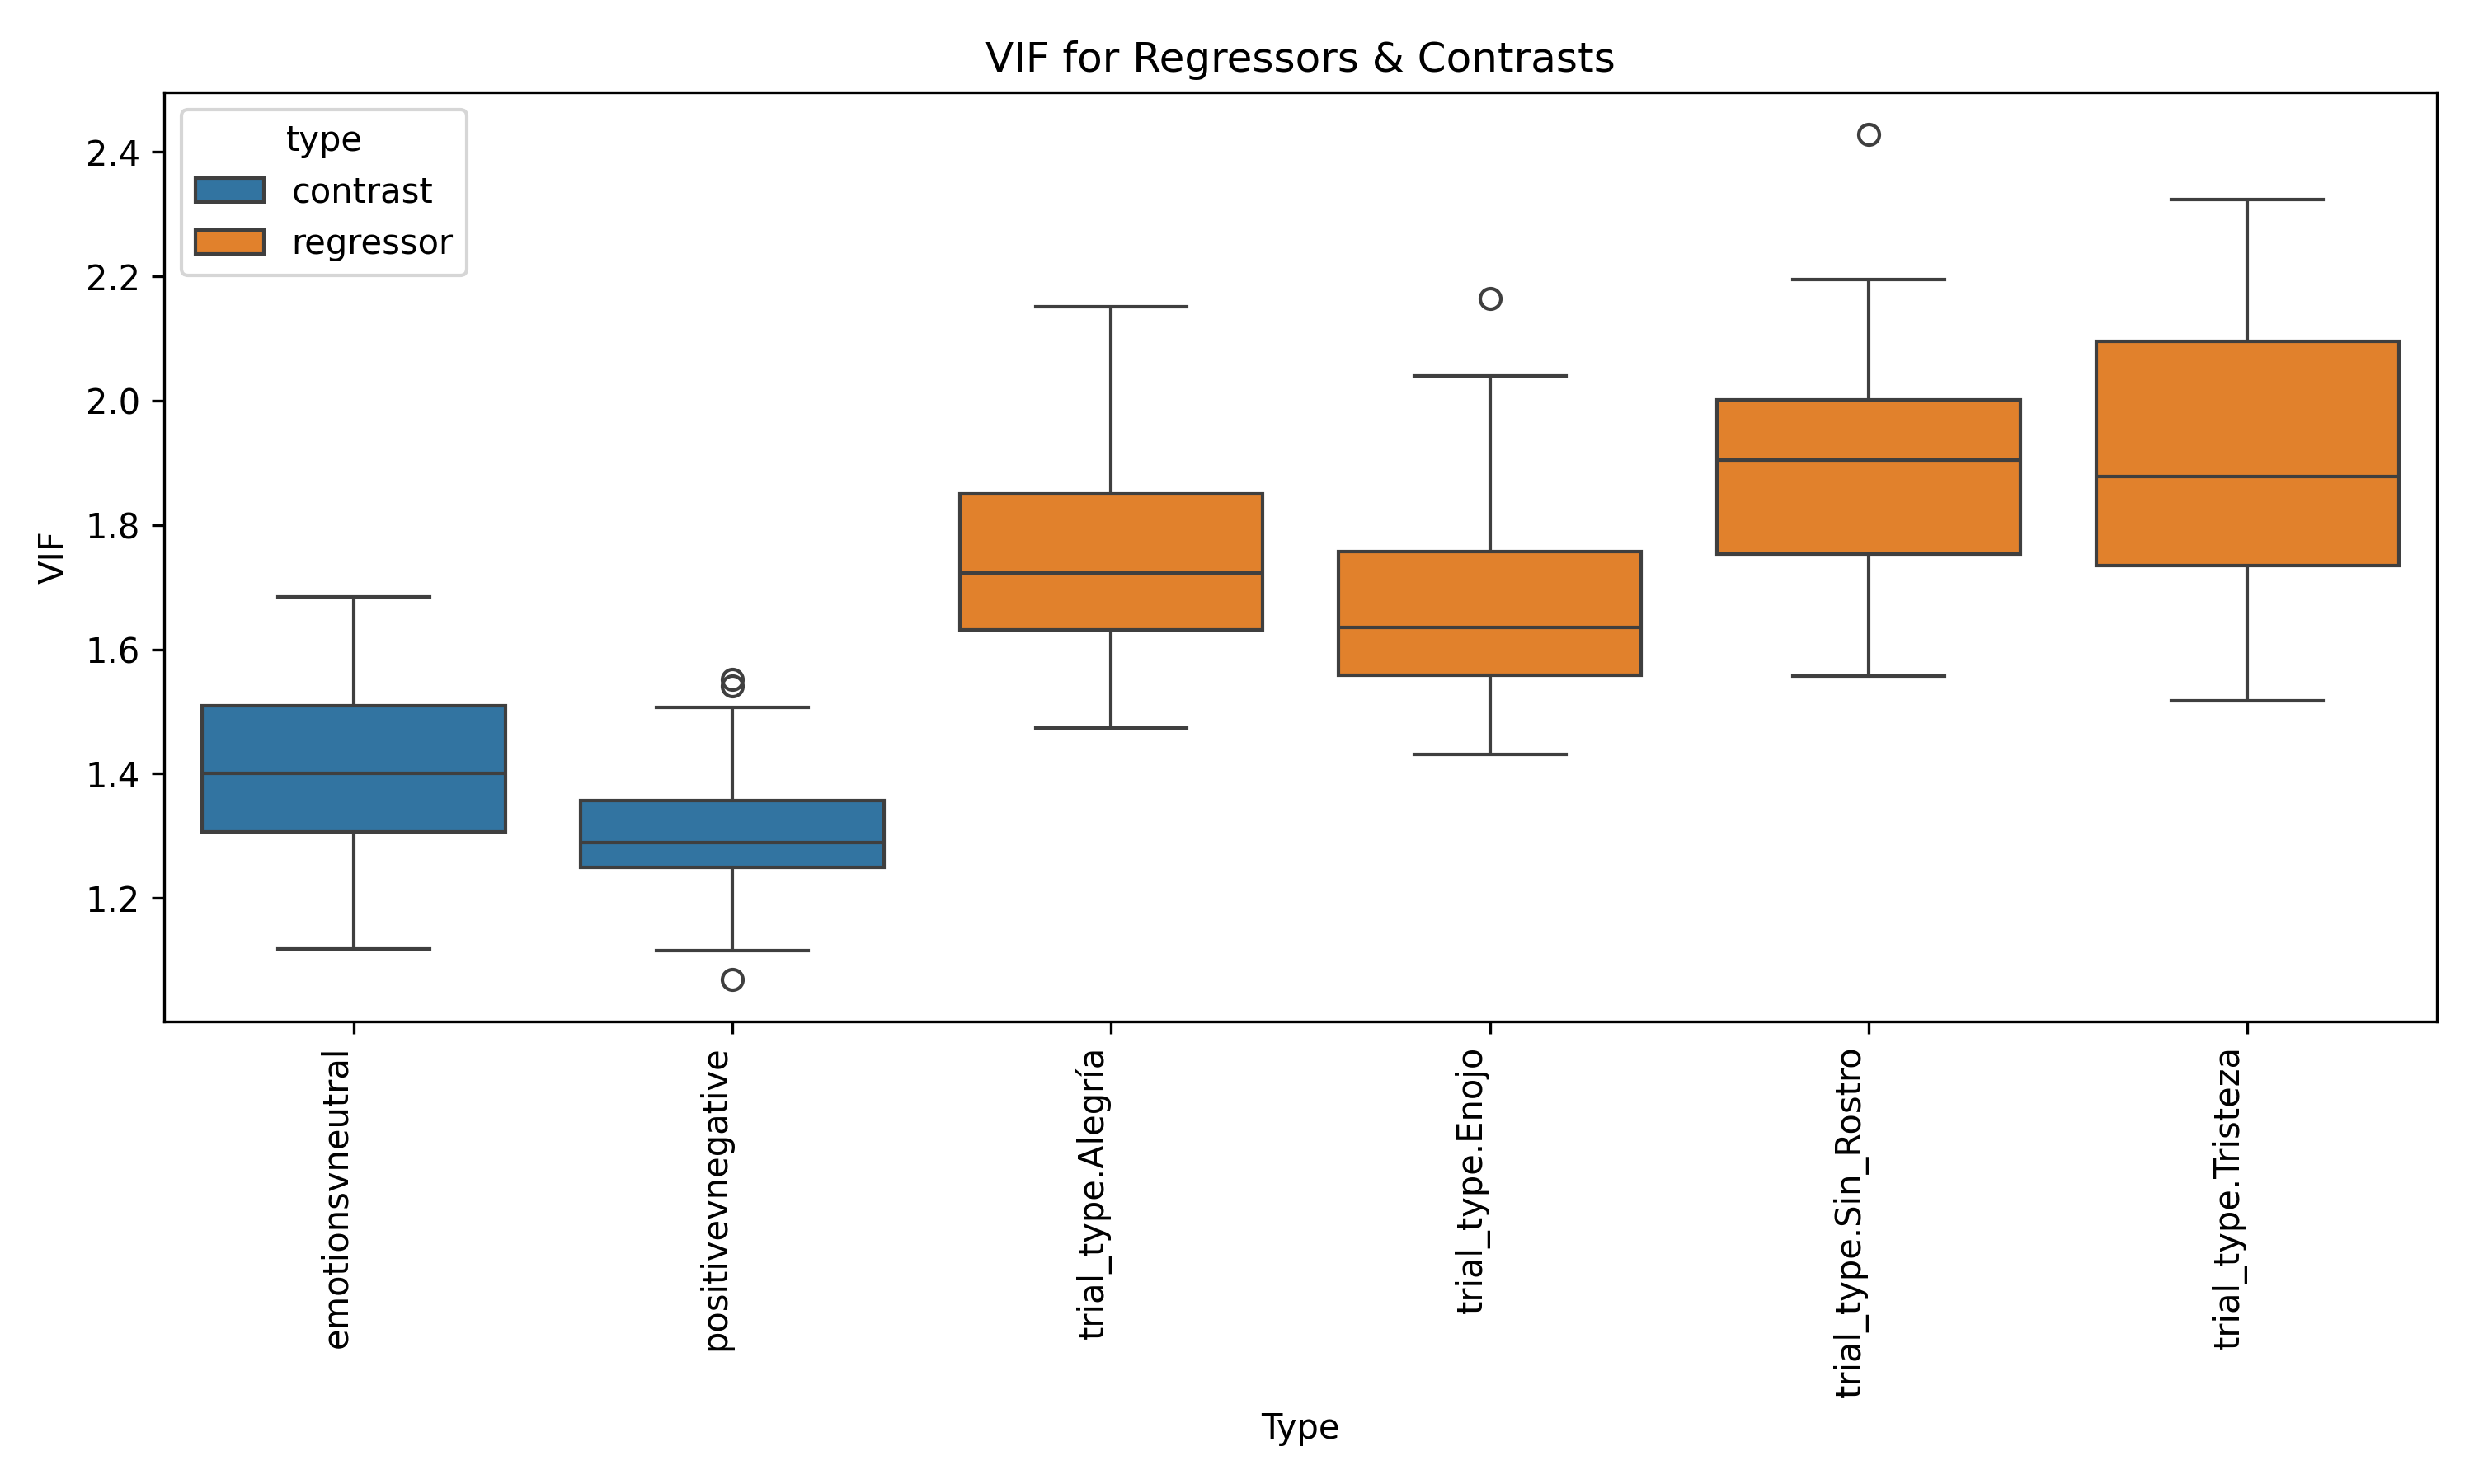 VIF for Regressors & Contrasts
type
contrast
regressor
VIF
2.4
2.2
2.0
1.8
1.6
1.4
1.2
emotionsvneutral
positivevnegative
trial_type.Alegría
trial_type.Enojo
trial_type.Sin_Rostro
trial_type.Tristeza
Type